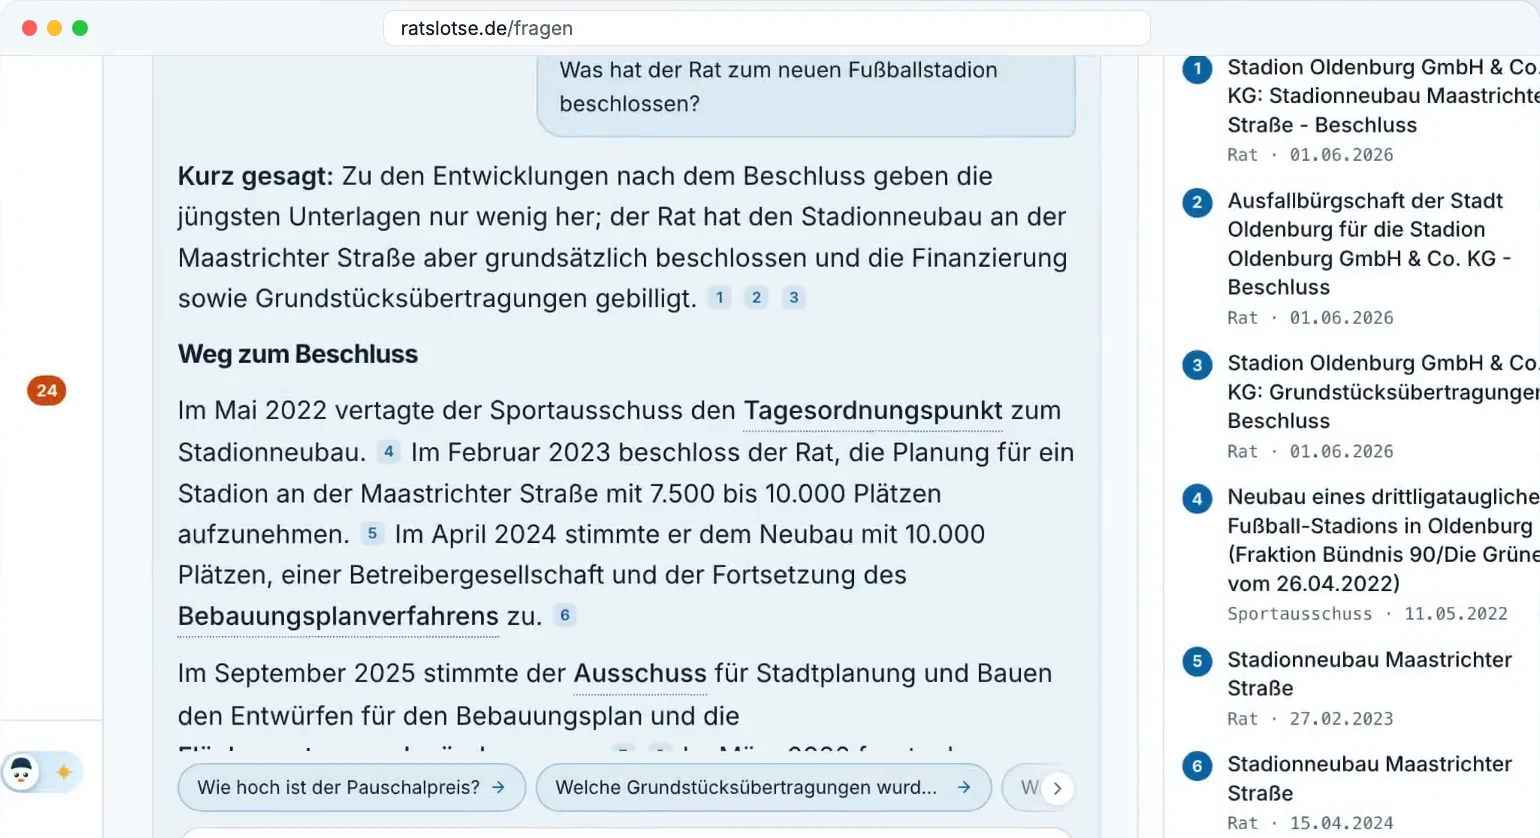 ratslotse.de/fragen
Was hat der Rat zum neuen Fußballstadion
beschlossen?
Kurz gesagt: Zu den Entwicklungen nach dem Beschluss geben die
jüngsten Unterlagen nur wenig her; der Rat hat den Stadionneubau an der
Maastrichter Straße aber grundsätzlich beschlossen und die Finanzierung
sowie Grundstücksübertragungen gebilligt. 1 2 3
Weg zum Beschluss
Im Mai 2022 vertagte der Sportausschuss den Tagesordnungspunkt zum
Stadionneubau. 4 Im Februar 2023 beschloss der Rat, die Planung für ein
Stadion an der Maastrichter Straße mit 7.500 bis 10.000 Plätzen
aufzunehmen. 5 Im April 2024 stimmte er dem Neubau mit 10.000
Plätzen, einer Betreibergesellschaft und der Fortsetzung des
Bebauungsplanverfahrens zu. 6
Im September 2025 stimmte der Ausschuss für Stadtplanung und Bauen
den Entwürfen für den Bebauungsplan und die
Wie hoch ist der Pauschalpreis? →
Welche Grundstücksübertragungen wurd... →
W
24
1 Stadion Oldenburg GmbH & Co.
KG: Stadionneubau Maastrichte
Straße - Beschluss
Rat · 01.06.2026
2 Ausfallbürgschaft der Stadt
Oldenburg für die Stadion
Oldenburg GmbH & Co. KG -
Beschluss
Rat · 01.06.2026
3 Stadion Oldenburg GmbH & Co.
KG: Grundstücksübertragunge
Beschluss
Rat · 01.06.2026
4 Neubau eines drittligataugliche
Fußball-Stadions in Oldenburg
(Fraktion Bündnis 90/Die Grüne
vom 26.04.2022)
Sportausschuss · 11.05.2022
5 Stadionneubau Maastrichter
Straße
Rat · 27.02.2023
6 Stadionneubau Maastrichter
Straße
Rat · 15.04.2024